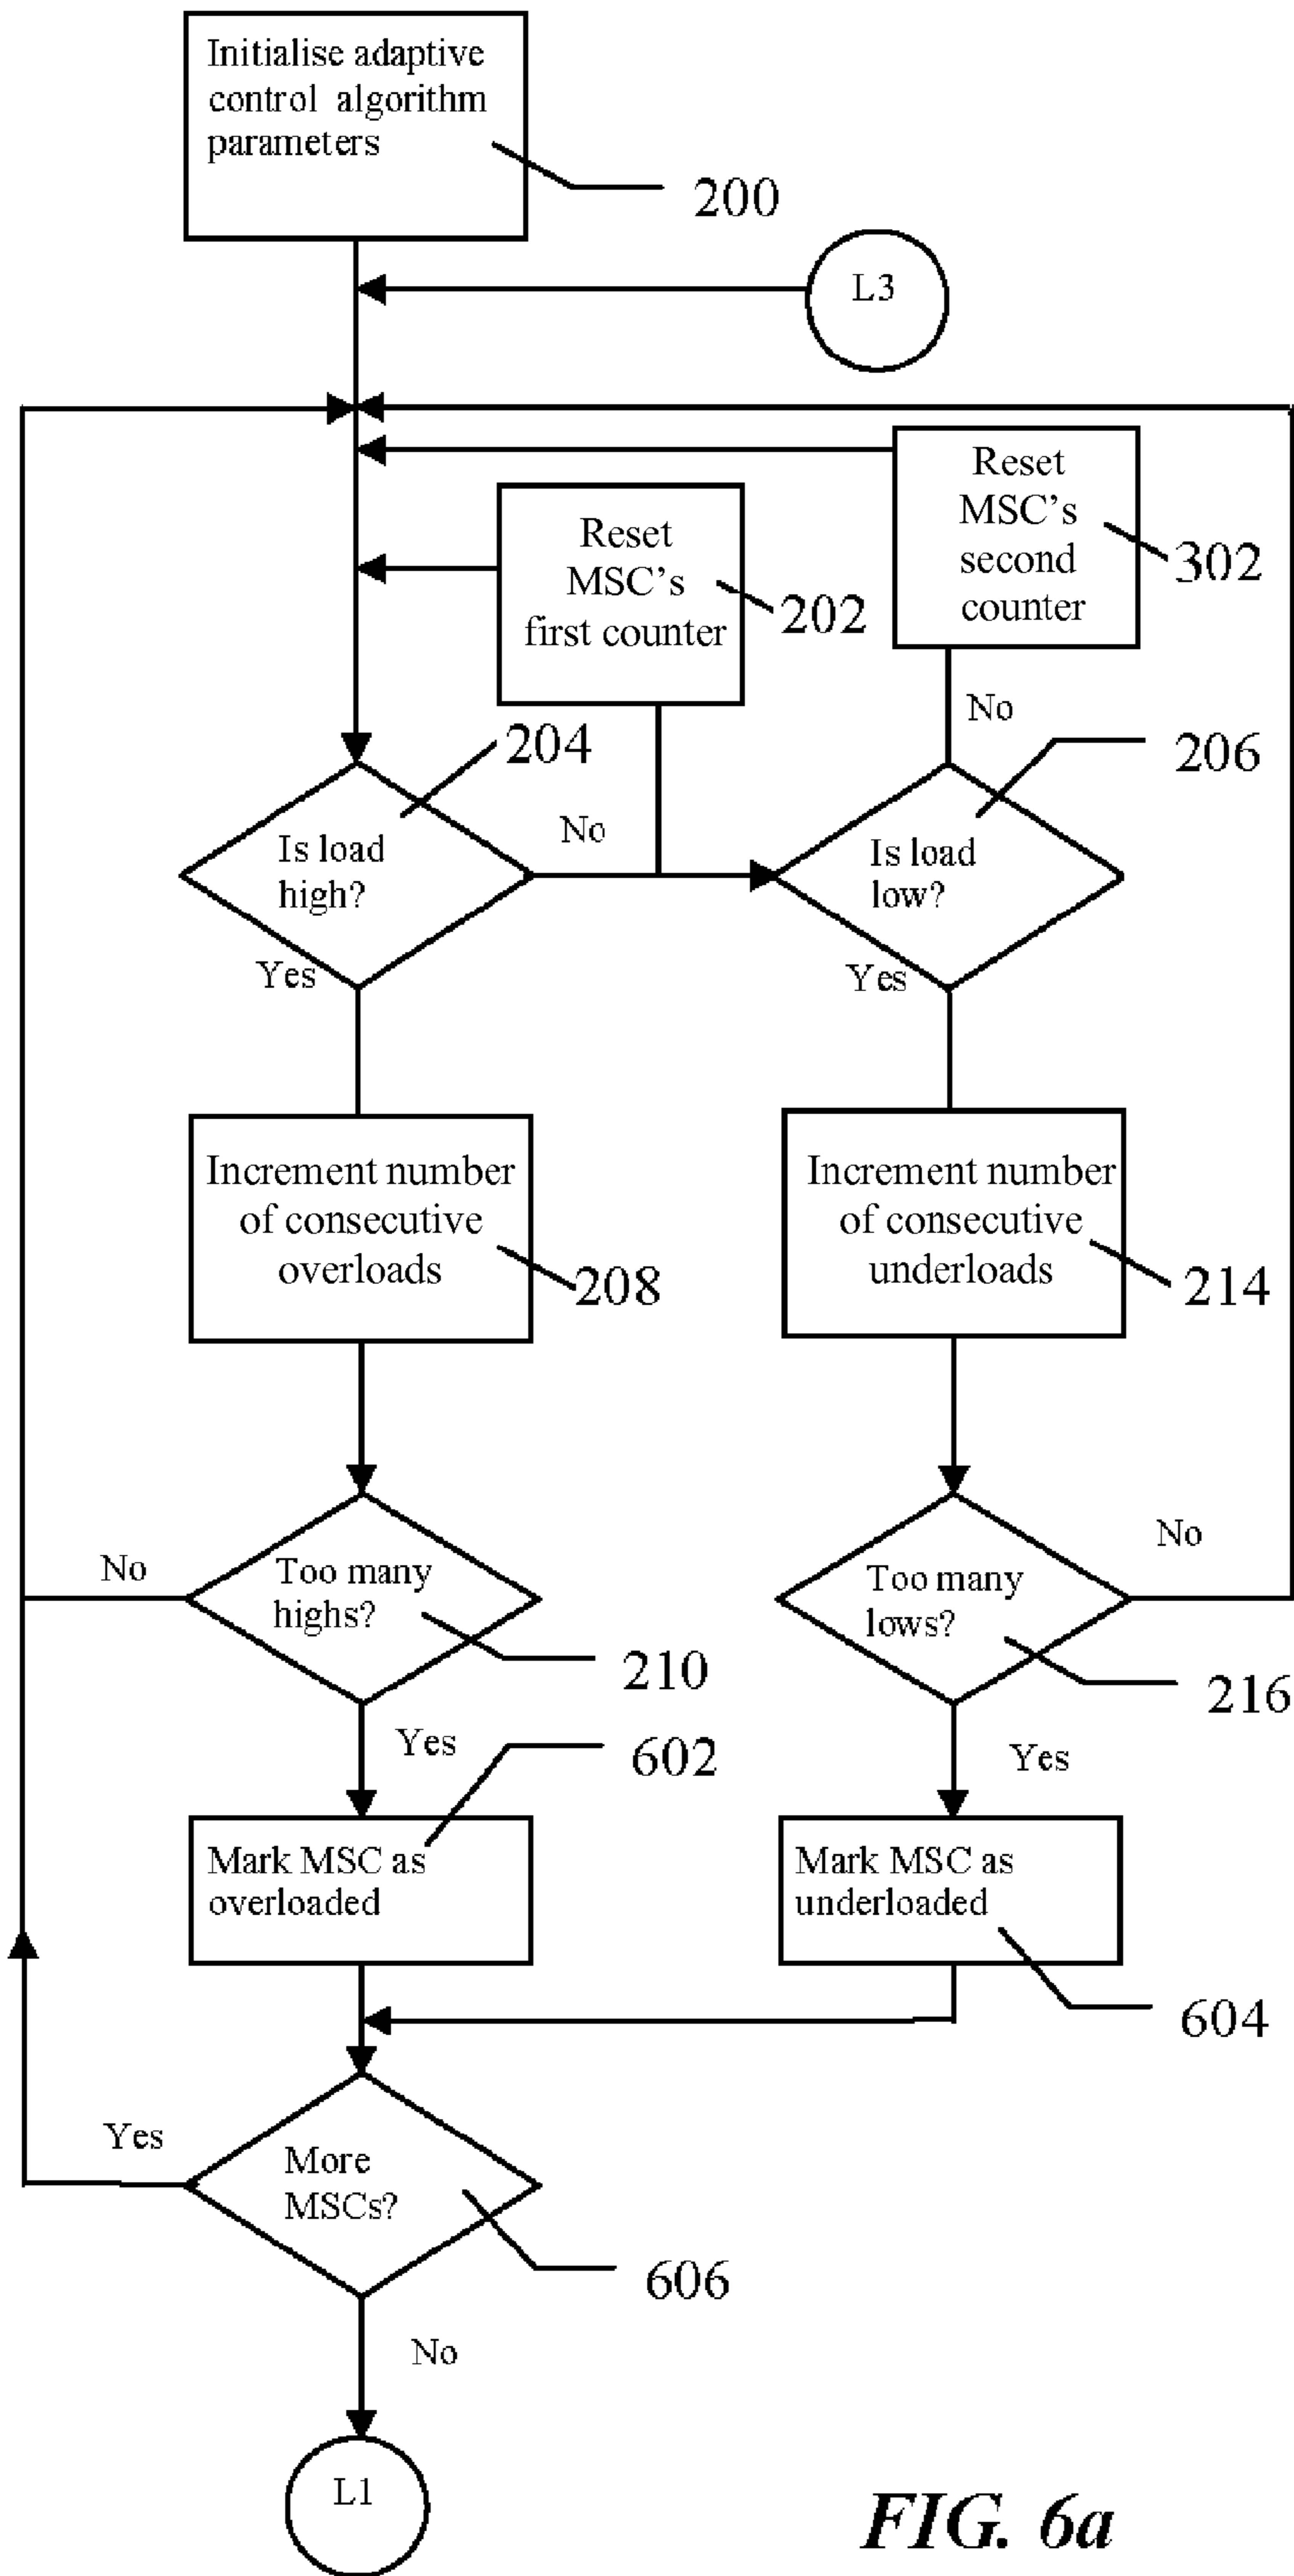 Initialise adaptive
control algorithm
parameters
200
L3
Reset
MSC's
second
counter
302
Reset
MSC's
first counter
202
No
204
206
Is load
high?
No
Is load
low?
Yes
Yes
Increment number
of consecutive
overloads
208
Increment number
of consecutive
underloads
214
No
Too many
highs?
210
Too many
lows?
No
216
Yes
602
Yes
Mark MSC as
overloaded
Mark MSC as
underloaded
604
Yes
More
MSCs?
606
No
L1
FIG. 6a